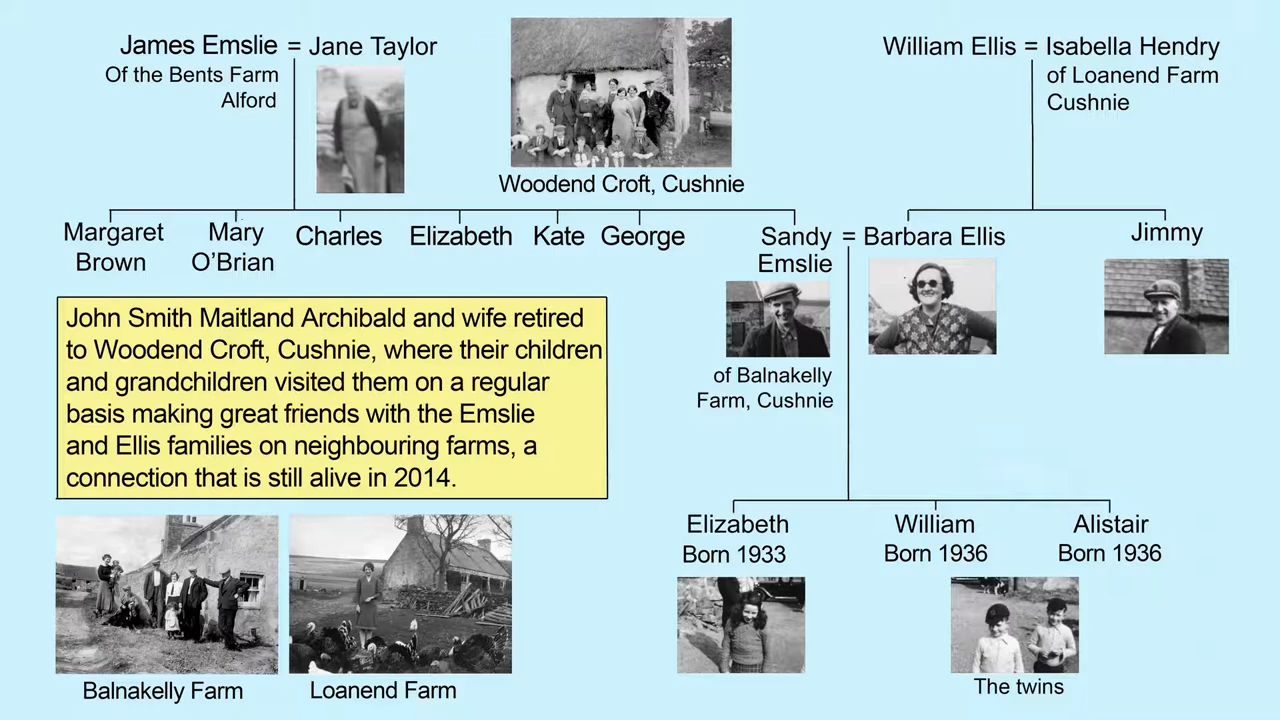 James Emslie = Jane Taylor
Of the Bents Farm
Alford
Woodend Croft, Cushnie
William Ellis = Isabella Hendry
of Loanend Farm
Cushnie
Margaret
Brown
Mary
O’Brian
Charles
Elizabeth
Kate
George
Sandy = Barbara Ellis
Emslie
Jimmy
of Balnakelly
Farm, Cushnie
John Smith Maitland Archibald and wife retired
to Woodend Croft, Cushnie, where their children
and grandchildren visited them on a regular
basis making great friends with the Emslie
and Ellis families on neighbouring farms, a
connection that is still alive in 2014.
Elizabeth
Born 1933
William
Born 1936
Alistair
Born 1936
Balnakelly Farm
Loanend Farm
The twins